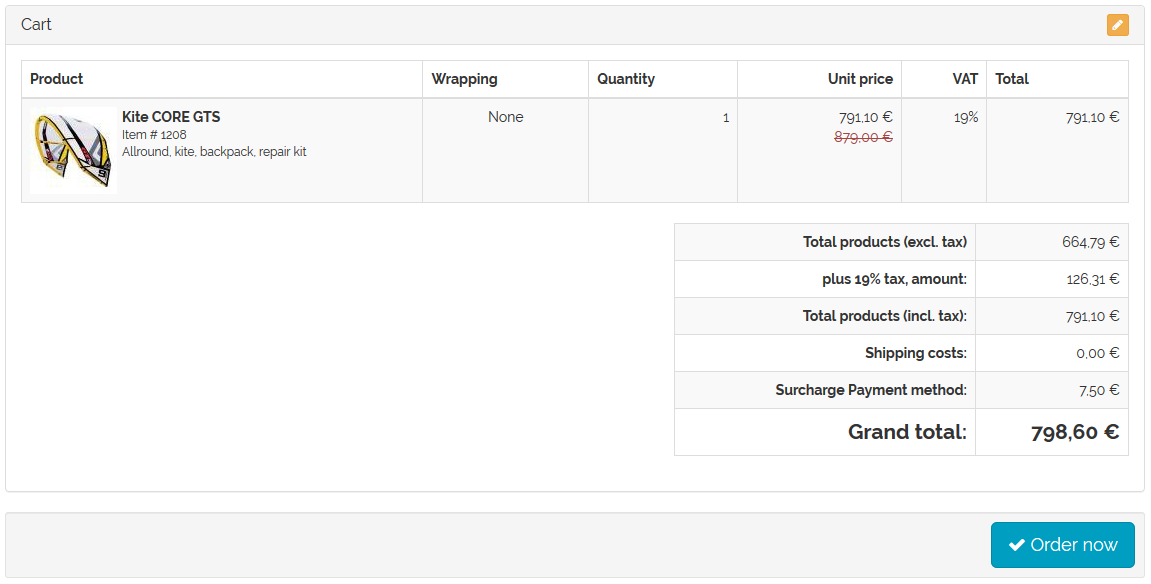 Cart
Product Wrapping Quantity Unit price VAT Total
Kite CORE GTS None 1 791,10 € 19% 791,10 €
Item # 1208 879,00 €
Allround, kite, backpack, repair kit
Total products (excl. tax) 664,79 €
plus 19% tax, amount: 126,31 €
Total products (incl. tax): 791,10 €
Shipping costs: 0,00 €
Surcharge Payment method: 7,50 €
Grand total: 798,60 €
Order now